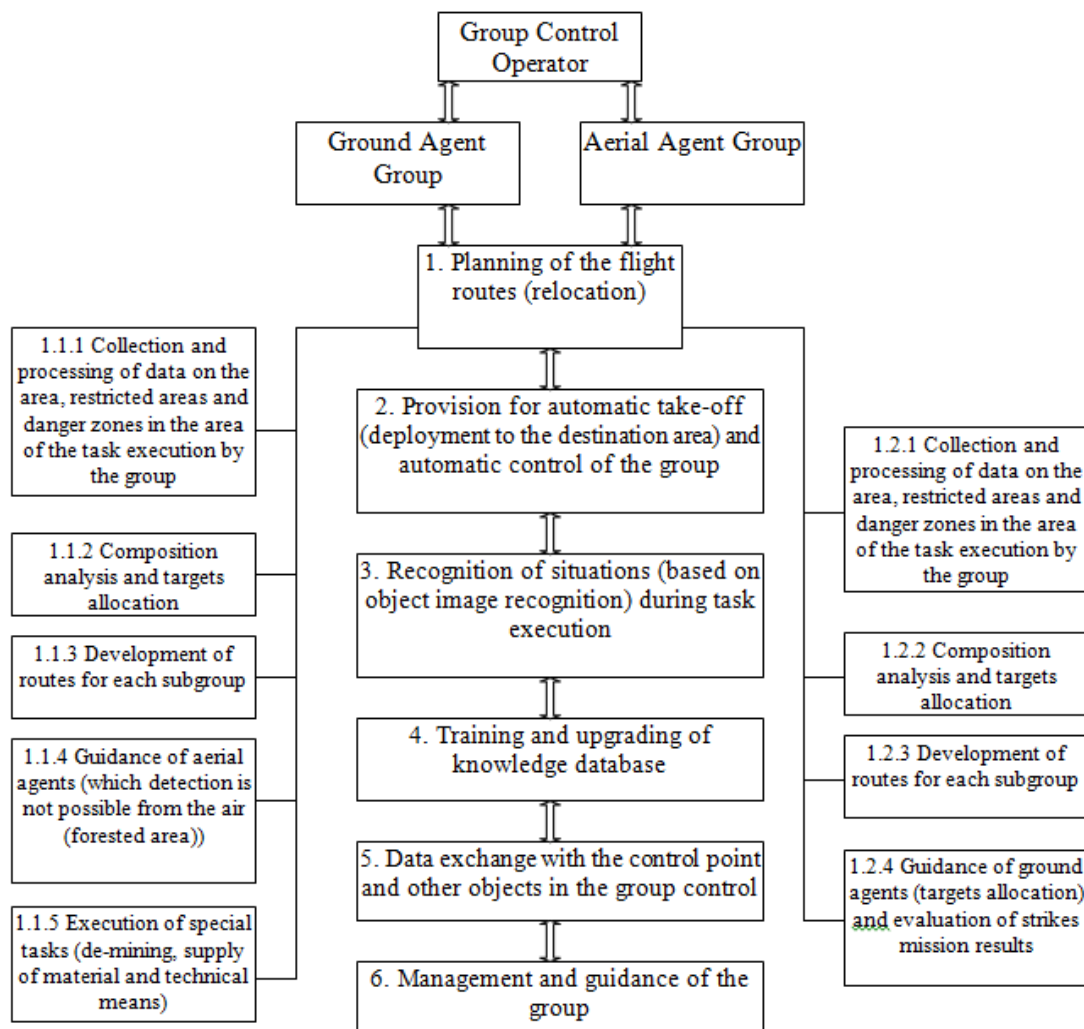 Group Control
Operator
Ground Agent
Group
Aerial Agent Group
1. Planning of the flight
routes (relocation)
1.1.1 Collection and
processing of data on the
area, restricted areas and
danger zones in the area
of the task execution by
the group
1.1.2 Composition
analysis and targets
allocation
1.1.3 Development of
routes for each subgroup
1.1.4 Guidance of aerial
agents (which detection is
not possible from the air
(forested area))
1.1.5 Execution of special
tasks (de-mining, supply
of material and technical
means)
2. Provision for automatic take-off
(deployment to the destination area) and
automatic control of the group
3. Recognition of situations (based on
object image recognition) during task
execution
4. Training and upgrading of
knowledge database
5. Data exchange with the control point
and other objects in the group control
6. Management and guidance of the
group
1.2.1 Collection and
processing of data on the
area, restricted areas and
danger zones in the area
of the task execution by
the group
1.2.2 Composition
analysis and targets
allocation
1.2.3 Development of
routes for each subgroup
1.2.4 Guidance of ground
agents (targets allocation)
and evaluation of strikes
mission results